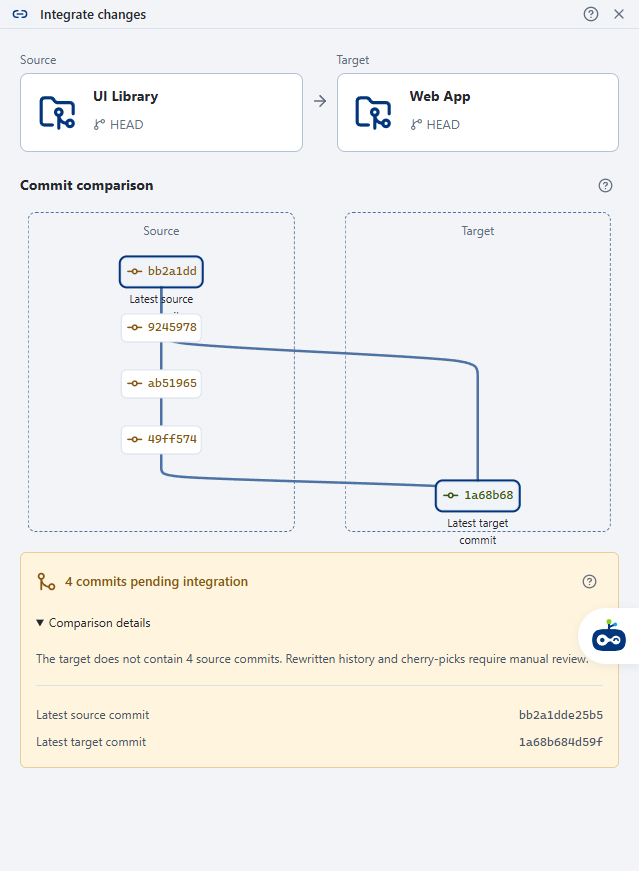 Integrate changes
Source
Target
UI Library
HEAD
Web App
HEAD
Commit comparison
Source
Target
bb2a1dd
Latest source
9245978
ab51965
49ff574
1a68b68
Latest target
commit
4 commits pending integration
▼ Comparison details
The target does not contain 4 source commits. Rewritten history and cherry-picks require manual review.
Latest source commit
bb2a1dde25b5
Latest target commit
1a68b684d59f